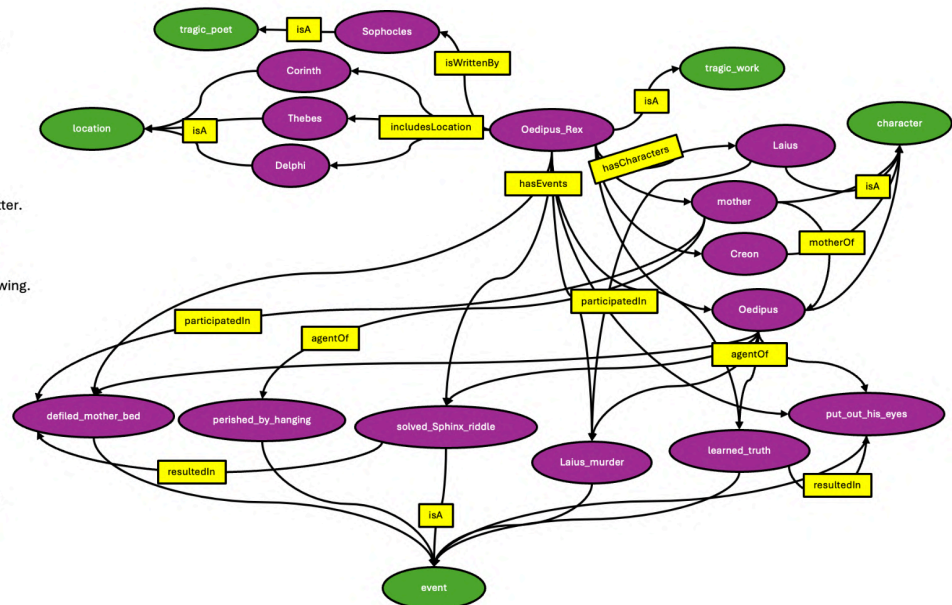 tragic_poet
isA
Sophocles
isWrittenBy
Corinth
tragic_work
isA
location
isA
Thebes
includesLocation
Oedipus_Rex
character
Delphi
hasCharacters
Laius
hasEvents
isA
mother
tter.
motherOf
Creon
wing.
participatedIn
Oedipus
participatedIn
agentOf
agentOf
defiled_mother_bed
perished_by_hanging
solved_Sphinx_riddle
put_out_his_eyes
Laius_murder
learned_truth
resultedIn
resultedIn
isA
event